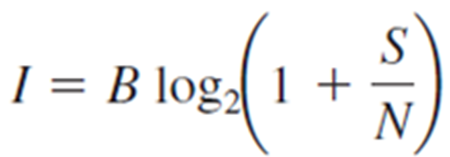 I = B log₂(1 + S/N)